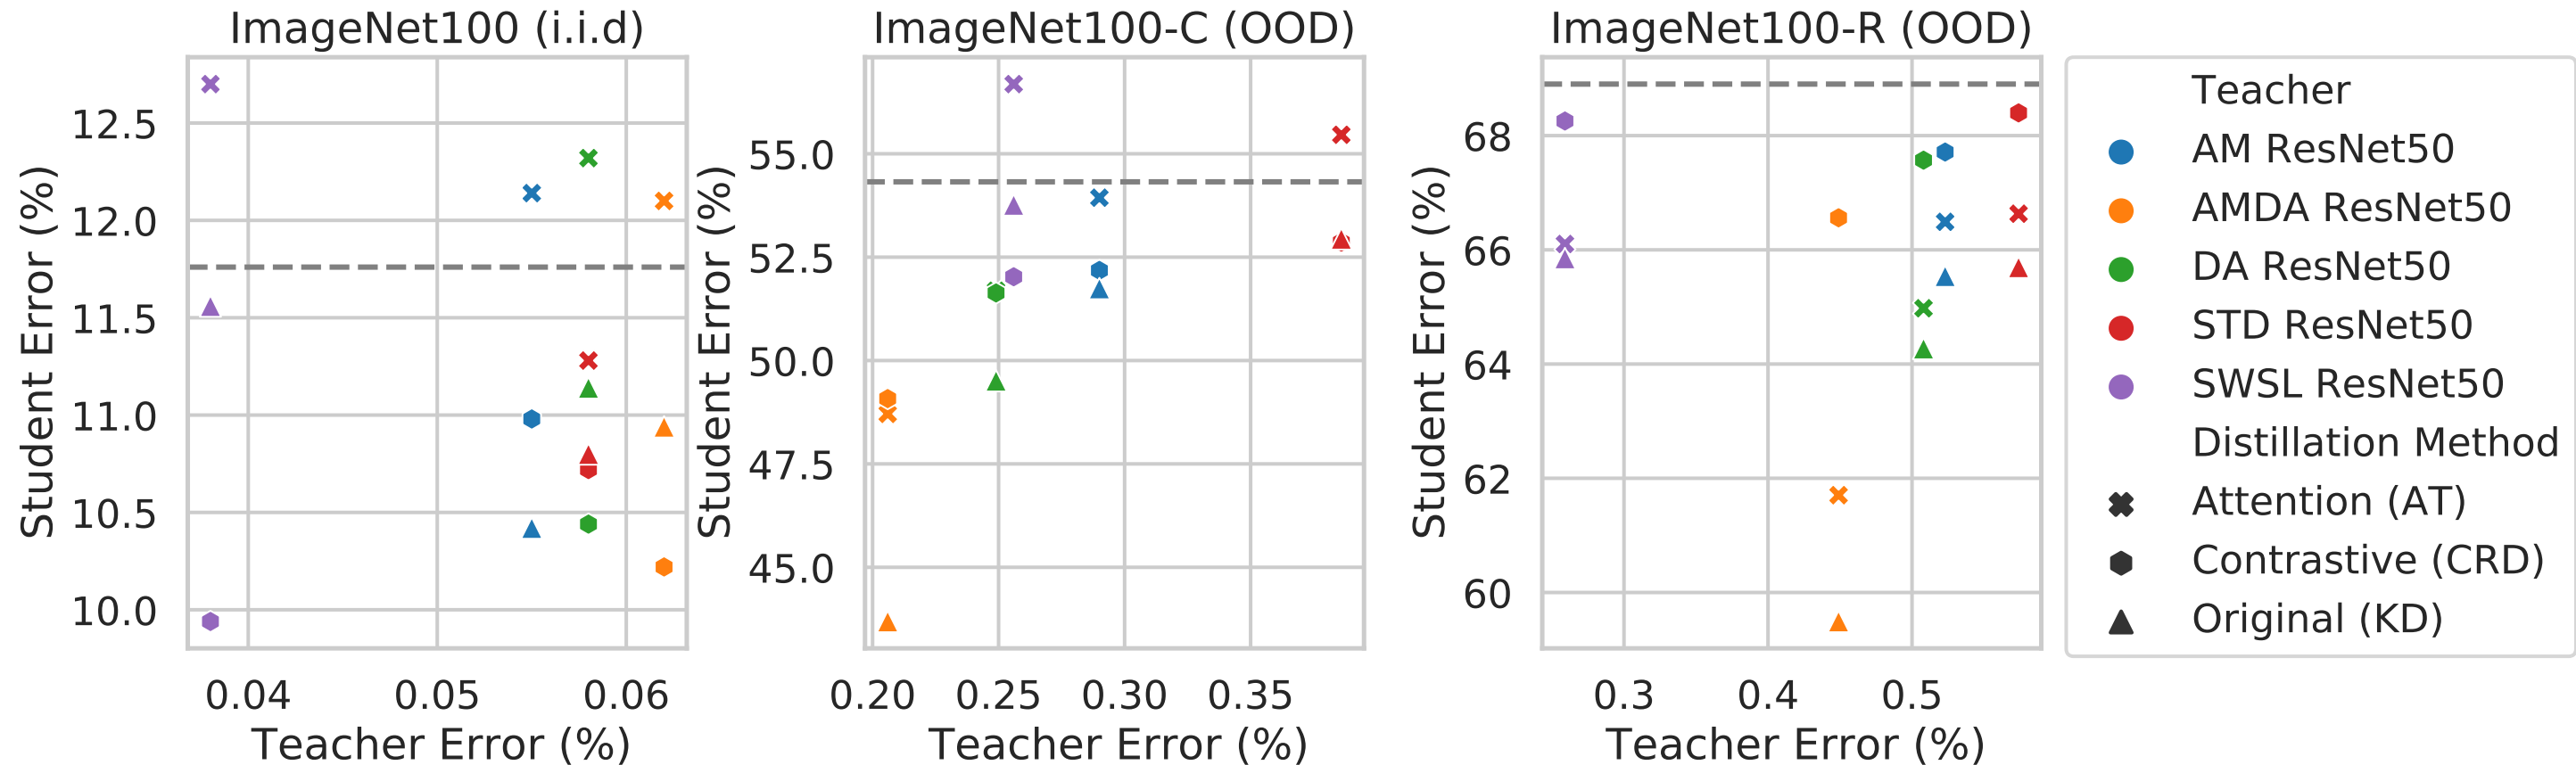 ImageNet100 (i.i.d)
Student Error (%)
12.5
12.0
11.5
11.0
10.5
10.0
0.04 0.05 0.06
Teacher Error (%)
ImageNet100-C (OOD)
Student Error (%)
55.0
52.5
50.0
47.5
45.0
0.20 0.25 0.30 0.35
Teacher Error (%)
ImageNet100-R (OOD)
Student Error (%)
68
66
64
62
60
0.3 0.4 0.5
Teacher Error (%)
Teacher
AM ResNet50
AMDA ResNet50
DA ResNet50
STD ResNet50
SWSL ResNet50
Distillation Method
Attention (AT)
Contrastive (CRD)
Original (KD)